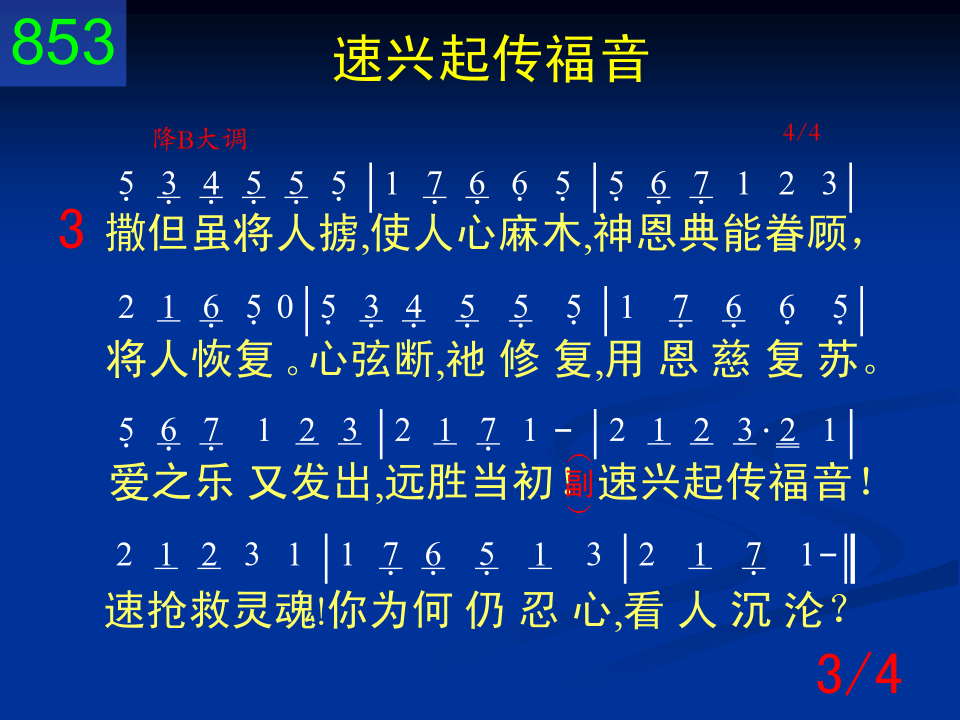 853
速兴起传福音
降B大调 4/4
5 3 4 5 5 5 | 1 7 6 6 5 | 5 6 7 1 2 3 |
3 撒但虽将人掳,使人心麻木,神恩典能眷顾,
2 1 6 5 0 | 5 3 4 5 5 5 | 1 7 6 6 5 |
将人恢复。心弦断,祂修复,用恩慈复苏。
5 6 7 1 2 3 | 2 1 7 1 - | 2 1 2 3 · 2 1 |
爱之乐又发出,远胜当初!(副)速兴起传福音!
2 1 2 3 1 | 1 7 6 5 1 3 | 2 1 7 1 - ‖
速抢救灵魂!你为何仍忍心,看人沉沦?
3/4